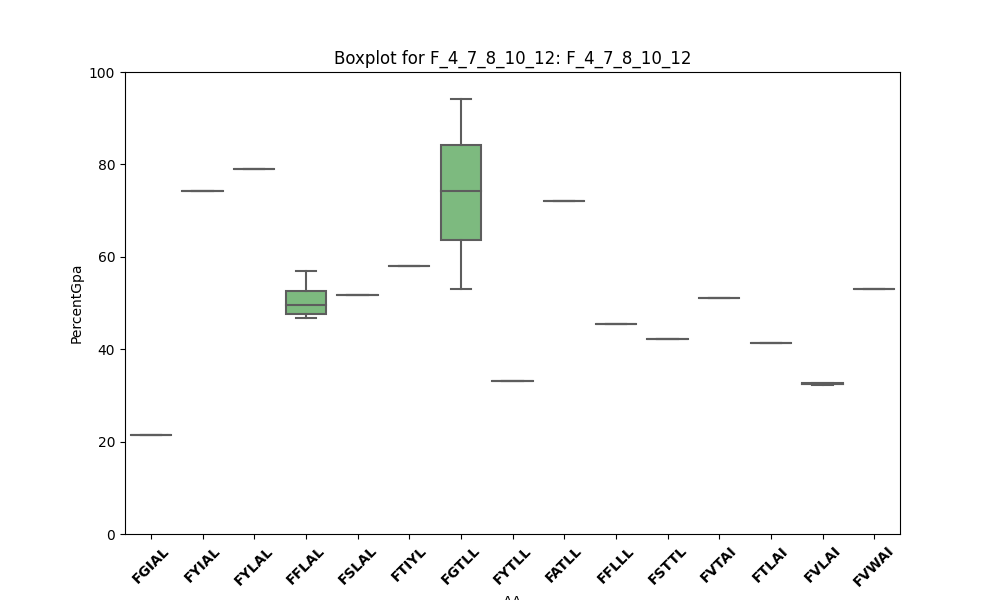 Boxplot for F_4_7_8_10_12: F_4_7_8_10_12
PercentGpa
100
80
60
40
20
0
FGIAL FYIAL FYLAL FFLAL FSLAL FTIYL FGTLL FYTLL FATLL FFLLL FSTTL FVTAI FTLAI FVLAI FVWAI
AA